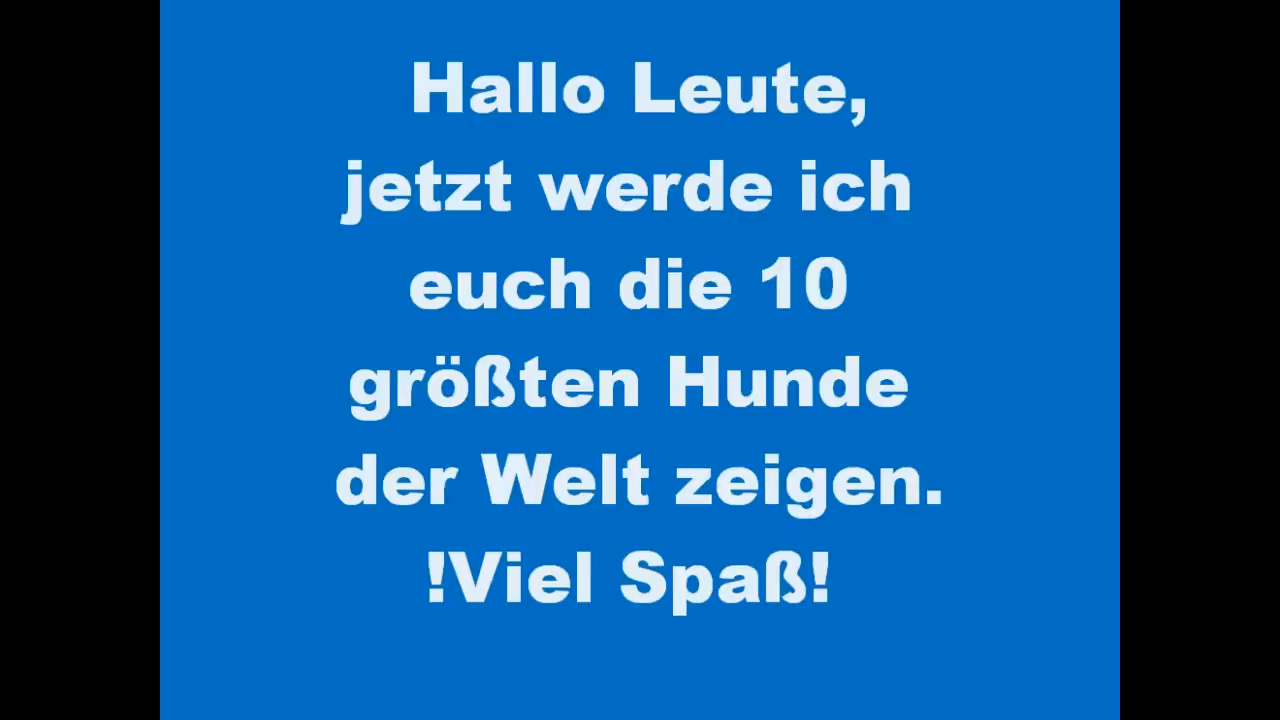 Hallo Leute,
jetzt werde ich
euch die 10
größten Hunde
der Welt zeigen.
!Viel Spaß!